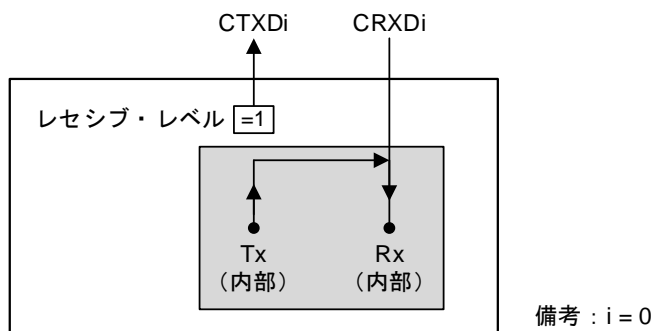 CTXDi CRXDi
レセシブ・レベル =1
Tx Rx
（内部） （内部）
備考：i = 0